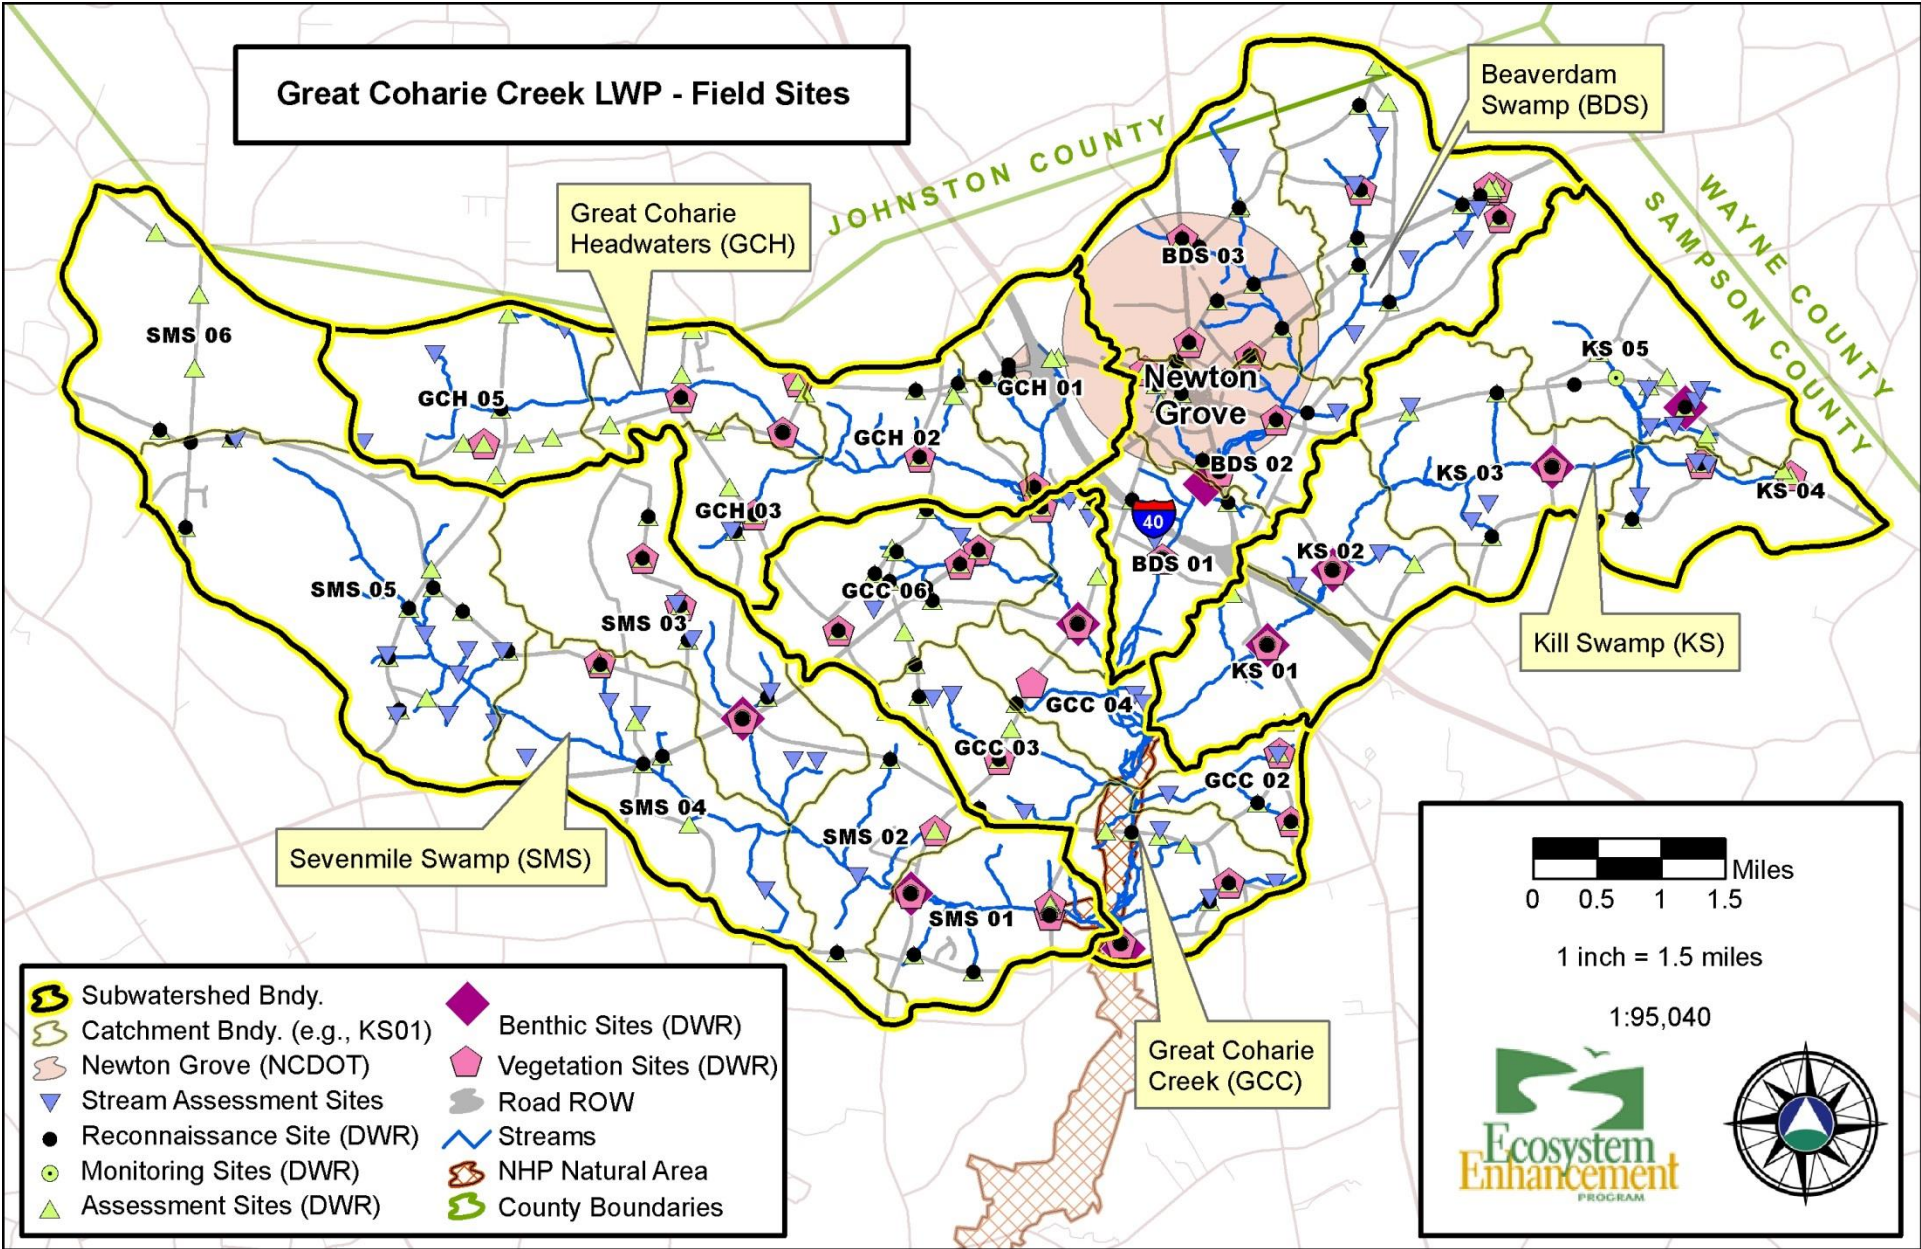 Great Coharie Creek LWP - Field Sites
Beaverdam
Swamp (BDS)
JOHNSTON COUNTY
WAYNE COUNTY
SAMPSON COUNTY
Great Coharie
Headwaters (GCH)
BDS 03
SMS 06
KS 05
GCH 05
GCH 01
Newton
Grove
GCH 02
BDS 02
KS 03
KS 04
GCH 03
40
KS 02
BDS 01
SMS 05
GCC 06
SMS 03
Kill Swamp (KS)
KS 01
GCC 04
GCC 03
GCC 02
SMS 04
SMS 02
Sevenmile Swamp (SMS)
SMS 01
Great Coharie
Creek (GCC)
Subwatershed Bndy.
Catchment Bndy. (e.g., KS01)
Newton Grove (NCDOT)
Stream Assessment Sites
Reconnaissance Site (DWR)
Monitoring Sites (DWR)
Assessment Sites (DWR)
Benthic Sites (DWR)
Vegetation Sites (DWR)
Road ROW
Streams
NHP Natural Area
County Boundaries
Miles
0 0.5 1 1.5
1 inch = 1.5 miles
1:95,040
Ecosystem
Enhancement
PROGRAM